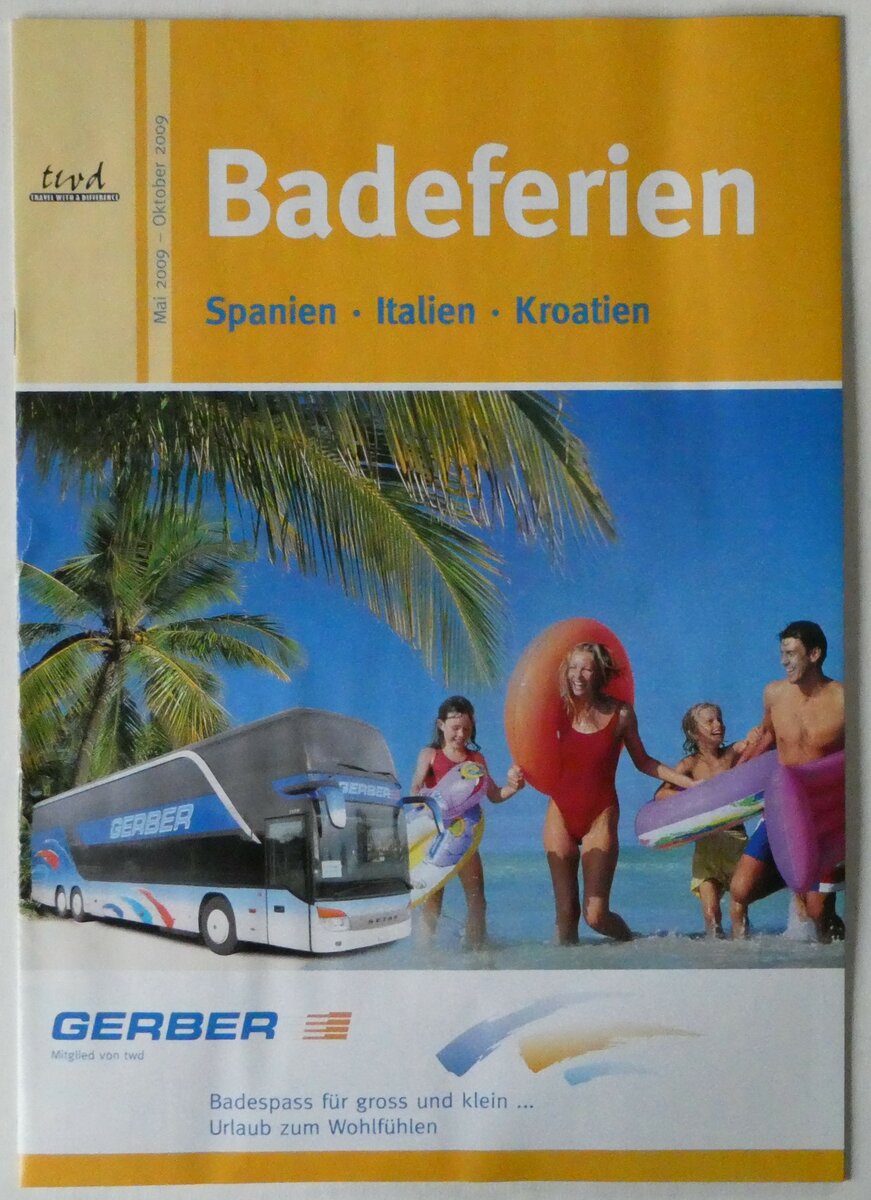 twd
TRAVEL WITH A DIFFERENCE
Mai 2009 – Oktober 2009
Badeferien
Spanien · Italien · Kroatien
GERBER
GERBER
SETRA
GERBER
Mitglied von twd
Badespass für gross und klein ...
Urlaub zum Wohlfühlen